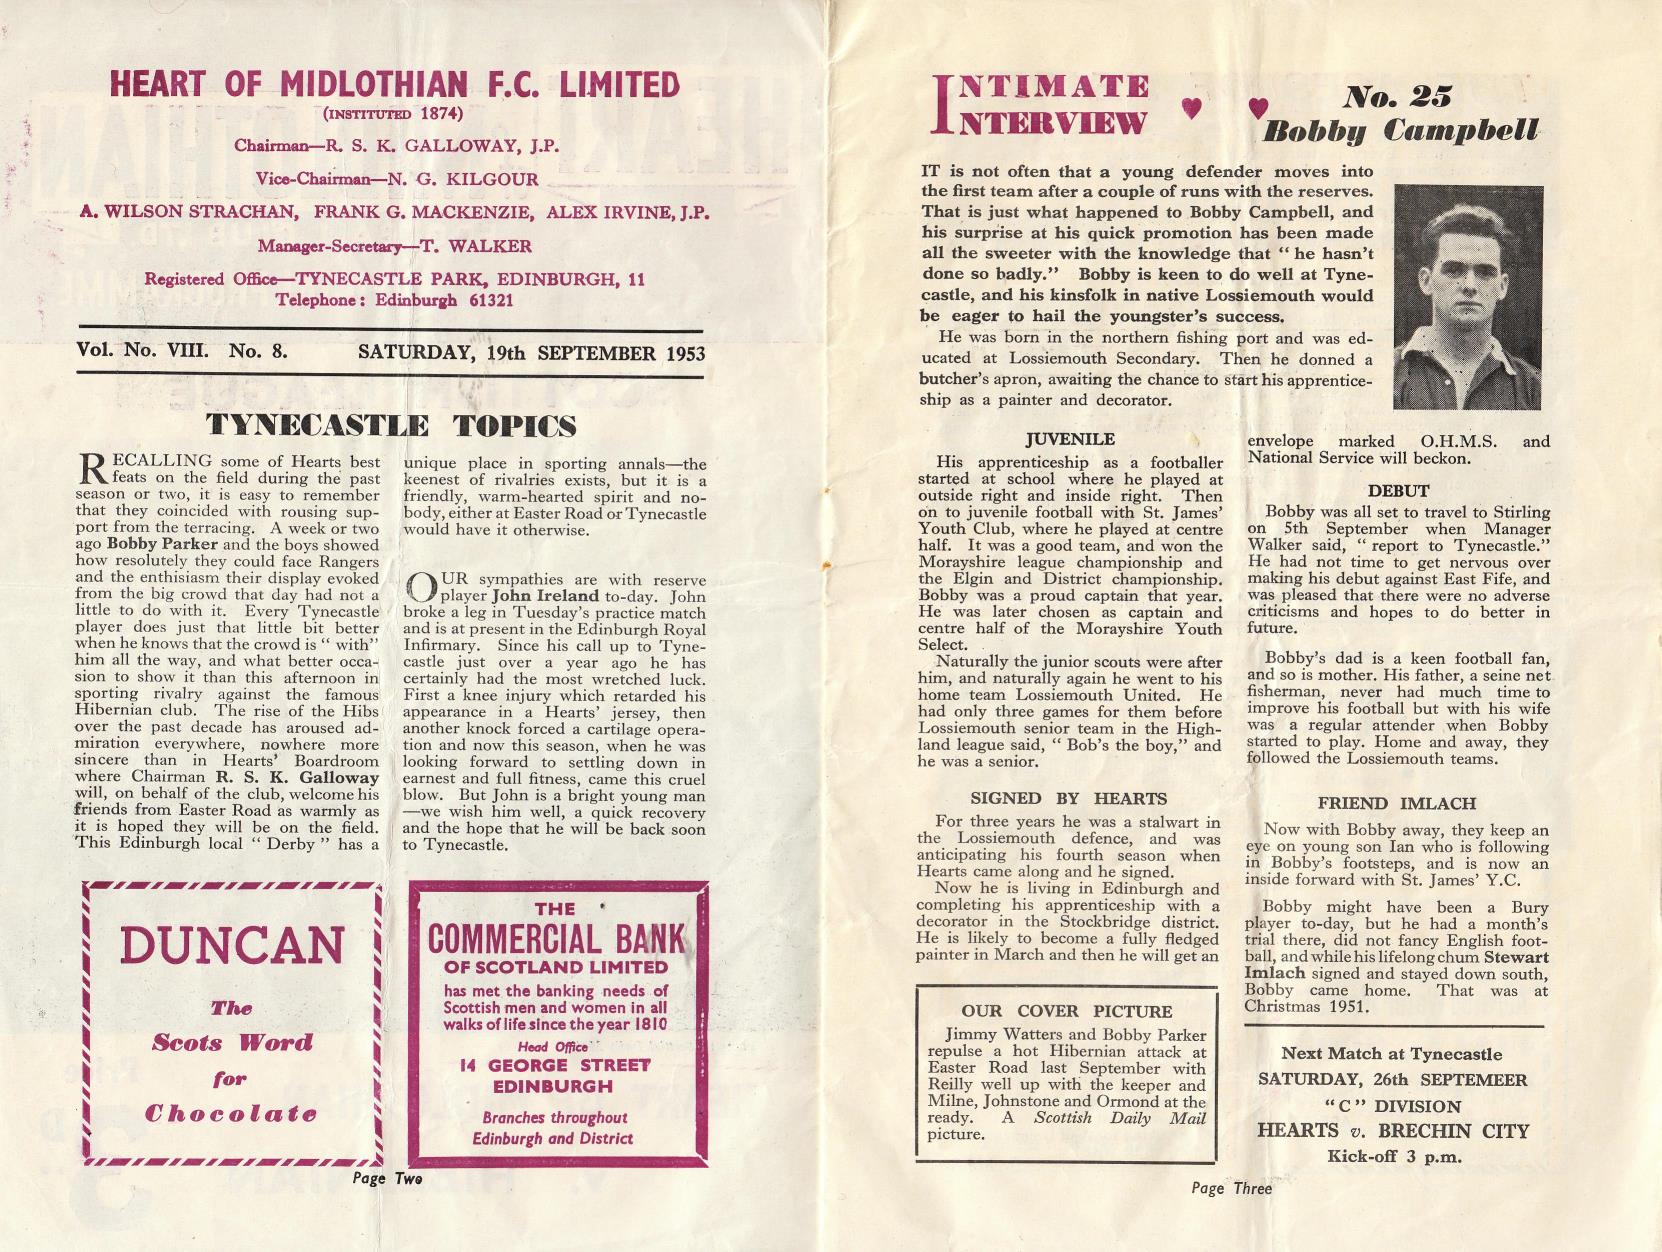 HEART OF MIDLOTHIAN F.C. LIMITED
(INSTITUTED 1874)
Chairman—R. S. K. GALLOWAY, J.P.
Vice-Chairman—N. G. KILGOUR
A. WILSON STRACHAN, FRANK G. MACKENZIE, ALEX IRVINE, J.P.
Manager-Secretary—T. WALKER
Registered Office—TYNECASTLE PARK, EDINBURGH, 11
Telephone: Edinburgh 61321
Vol. No. VIII. No. 8. SATURDAY, 19th SEPTEMBER 1953
TYNECASTLE TOPICS
RECALLING some of Hearts best
feats on the field during the past
season or two, it is easy to remember
that they coincided with rousing sup-
port from the terracing. A week or two
ago Bobby Parker and the boys showed
how resolutely they could face Rangers
and the enthisiasm their display evoked
from the big crowd that day had not a
little to do with it. Every Tynecastle
player does just that little bit better
when he knows that the crowd is "with"
him all the way, and what better occa-
sion to show it than this afternoon in
sporting rivalry against the famous
Hibernian club. The rise of the Hibs
over the past decade has aroused ad-
miration everywhere, nowhere more
sincere than in Hearts' Boardroom
where Chairman R. S. K. Galloway
will, on behalf of the club, welcome his
friends from Easter Road as warmly as
it is hoped they will be on the field.
This Edinburgh local "Derby" has a
unique place in sporting annals—the
keenest of rivalries exists, but it is a
friendly, warm-hearted spirit and no-
body, either at Easter Road or Tynecastle
would have it otherwise.
OUR sympathies are with reserve
player John Ireland to-day. John
broke a leg in Tuesday's practice match
and is at present in the Edinburgh Royal
Infirmary. Since his call up to Tyne-
castle just over a year ago he has
certainly had the most wretched luck.
First a knee injury which retarded his
appearance in a Hearts' jersey, then
another knock forced a cartilage opera-
tion and now this season, when he was
looking forward to settling down in
earnest and full fitness, came this cruel
blow. But John is a bright young man
—we wish him well, a quick recovery
and the hope that he will be back soon
to Tynecastle.
DUNCAN
The
Scots Word
for
Chocolate
THE
COMMERCIAL BANK
OF SCOTLAND LIMITED
has met the banking needs of
Scottish men and women in all
walks of life since the year 1810
Head Office
14 GEORGE STREET
EDINBURGH
Branches throughout
Edinburgh and District
Page Two
INTIMATE
INTERVIEW
No. 25
Bobby Campbell
IT is not often that a young defender moves into
the first team after a couple of runs with the reserves.
That is just what happened to Bobby Campbell, and
his surprise at his quick promotion has been made
all the sweeter with the knowledge that "he hasn't
done so badly." Bobby is keen to do well at Tyne-
castle, and his kinsfolk in native Lossiemouth would
be eager to hail the youngster's success.
He was born in the northern fishing port and was ed-
ucated at Lossiemouth Secondary. Then he donned a
butcher's apron, awaiting the chance to start his apprentice-
ship as a painter and decorator.
JUVENILE
His apprenticeship as a footballer
started at school where he played at
outside right and inside right. Then
on to juvenile football with St. James'
Youth Club, where he played at centre
half. It was a good team, and won the
Morayshire league championship and
the Elgin and District championship.
Bobby was a proud captain that year.
He was later chosen as captain and
centre half of the Morayshire Youth
Select.
Naturally the junior scouts were after
him, and naturally again he went to his
home team Lossiemouth United. He
had only three games for them before
Lossiemouth senior team in the High-
land league said, "Bob's the boy," and
he was a senior.
SIGNED BY HEARTS
For three years he was a stalwart in
the Lossiemouth defence, and was
anticipating his fourth season when
Hearts came along and he signed.
Now he is living in Edinburgh and
completing his apprenticeship with a
decorator in the Stockbridge district.
He is likely to become a fully fledged
painter in March and then he will get an
OUR COVER PICTURE
Jimmy Watters and Bobby Parker
repulse a hot Hibernian attack at
Easter Road last September with
Reilly well up with the keeper and
Milne, Johnstone and Ormond at the
ready. A Scottish Daily Mail
picture.
envelope marked O.H.M.S. and
National Service will beckon.
DEBUT
Bobby was all set to travel to Stirling
on 5th September when Manager
Walker said, "report to Tynecastle."
He had not time to get nervous over
making his debut against East Fife, and
was pleased that there were no adverse
criticisms and hopes to do better in
future.
Bobby's dad is a keen football fan,
and so is mother. His father, a seine net
fisherman, never had much time to
improve his football but with his wife
was a regular attender when Bobby
started to play. Home and away, they
followed the Lossiemouth teams.
FRIEND IMLACH
Now with Bobby away, they keep an
eye on young son Ian who is following
in Bobby's footsteps, and is now an
inside forward with St. James' Y.C.
Bobby might have been a Bury
player to-day, but he had a month's
trial there, did not fancy English foot-
ball, and while his lifelong chum Stewart
Imlach signed and stayed down south,
Bobby came home. That was at
Christmas 1951.
Next Match at Tynecastle
SATURDAY, 26th SEPTEMEER
"C" DIVISION
HEARTS v. BRECHIN CITY
Kick-off 3 p.m.
Page Three